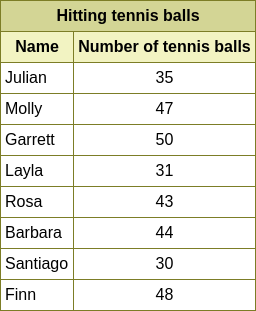 Hitting tennis balls
Name Number of tennis balls
Julian 35
Molly 47
Garrett 50
Layla 31
Rosa 43
Barbara 44
Santiago 30
Finn 48